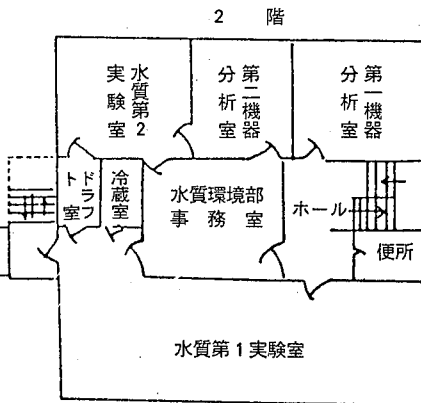 2 階
水質第2
実験室
第二機器
分析室
第一機器
分析室
ドラフ
ト室
冷蔵室
水質環境部
事務室
ホール
便所
水質第1実験室